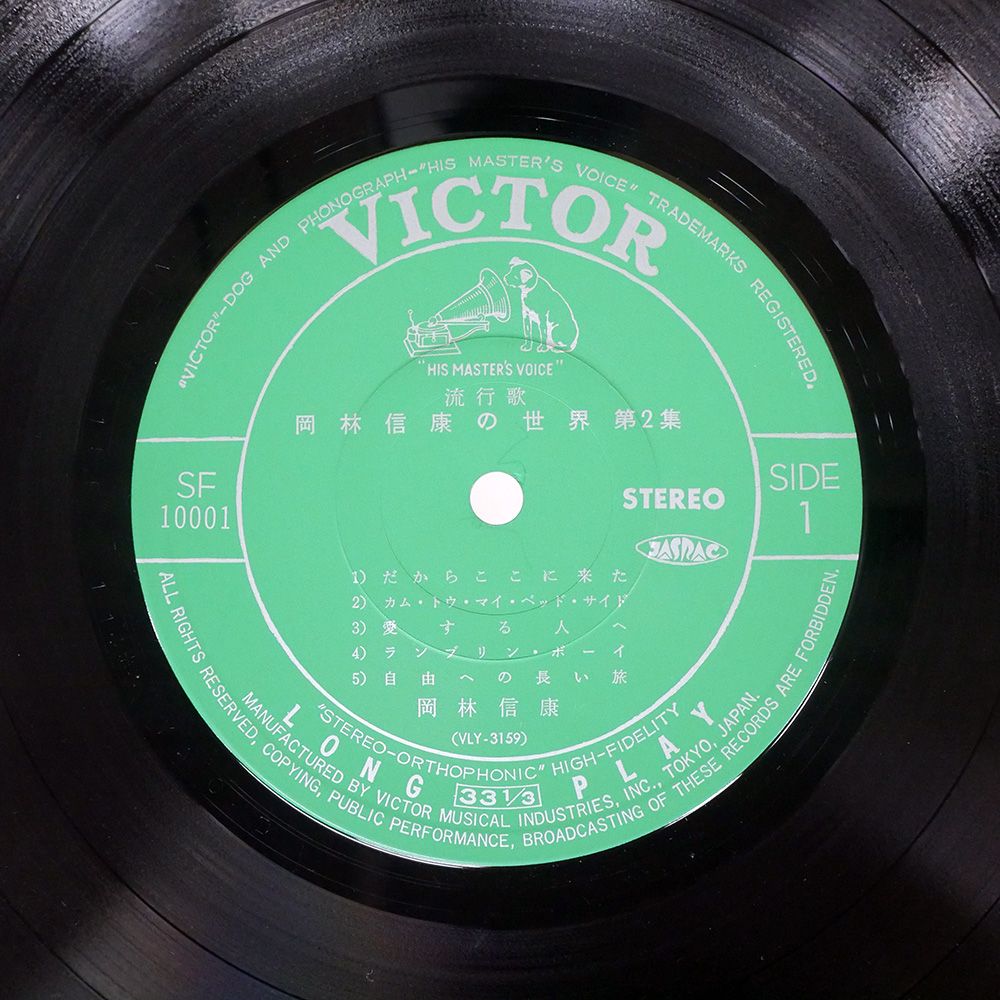 "VICTOR"-DOG AND PHONOGRAPH-"HIS MASTER'S VOICE" TRADEMARKS REGISTERED.
VICTOR
"HIS MASTER'S VOICE"
流行歌
岡林信康の世界 第2集
SF
10001
STEREO
SIDE
1
JASRAC
1) だからここに来た
2) カム・トゥ・マイ・ベッド・サイド
3) 愛する人へ
4) ランブリン・ボーイ
5) 自由への長い旅
岡林信康
(VLY-3159)
"STEREO-ORTHOPHONIC" HIGH-FIDELITY
LONG 33 1/3 PLAY
MANUFACTURED BY VICTOR MUSICAL INDUSTRIES, INC., TOKYO, JAPAN.
ALL RIGHTS RESERVED, COPYING, PUBLIC PERFORMANCE, BROADCASTING OF THESE RECORDS ARE FORBIDDEN.